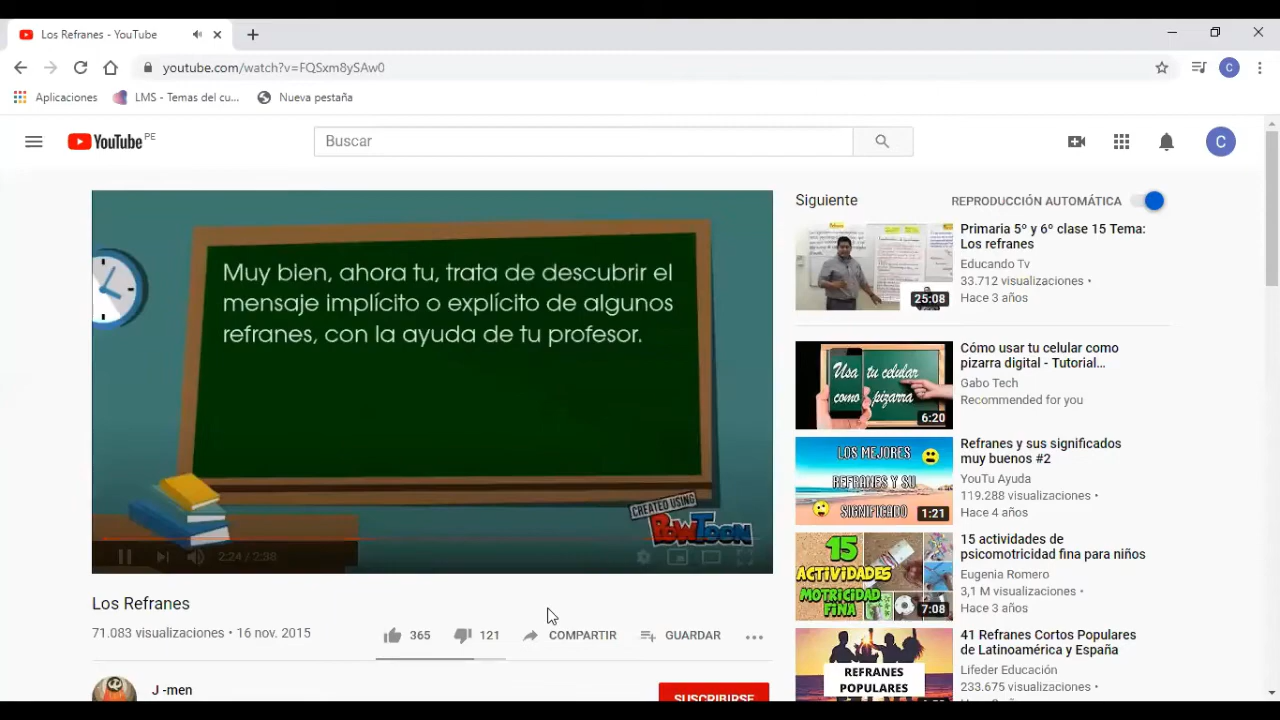 Los Refranes - YouTube
youtube.com/watch?v=FQSxm8ySAw0
Aplicaciones
LMS - Temas del cu...
Nueva pestaña
C
YouTube PE
Buscar
C
Muy bien, ahora tu, trata de descubrir el
mensaje implícito o explícito de algunos
refranes, con la ayuda de tu profesor.
CREATED USING
POWTOON
2:24 / 2:38
Los Refranes
71.083 visualizaciones • 16 nov. 2015
365
121
COMPARTIR
GUARDAR
J -men
SUSCRIBIRSE
Siguiente
REPRODUCCIÓN AUTOMÁTICA
25:08
Primaria 5º y 6º clase 15 Tema:
Los refranes
Educando Tv
33.712 visualizaciones •
Hace 3 años
Usa tu celular
como pizarra
6:20
Cómo usar tu celular como
pizarra digital - Tutorial...
Gabo Tech
Recommended for you
LOS MEJORES
REFRANES Y SU
SIGNIFICADO
1:21
Refranes y sus significados
muy buenos #2
YouTu Ayuda
119.288 visualizaciones •
Hace 4 años
15
ACTIVIDADES
MOTRICIDAD
FINA
7:08
15 actividades de
psicomotricidad fina para niños
Eugenia Romero
3,1 M visualizaciones •
Hace 3 años
REFRANES
POPULARES
41 Refranes Cortos Populares
de Latinoamérica y España
Lifeder Educación
233.675 visualizaciones •